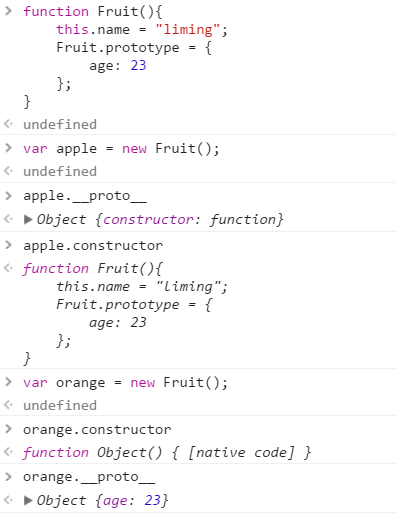 > function Fruit(){
    this.name = "liming";
    Fruit.prototype = {
        age: 23
    };
}
< undefined
> var apple = new Fruit();
< undefined
> apple.__proto__
< ▶ Object {constructor: function}
> apple.constructor
< function Fruit(){
    this.name = "liming";
    Fruit.prototype = {
        age: 23
    };
}
> var orange = new Fruit();
< undefined
> orange.constructor
< function Object() { [native code] }
> orange.__proto__
< ▶ Object {age: 23}